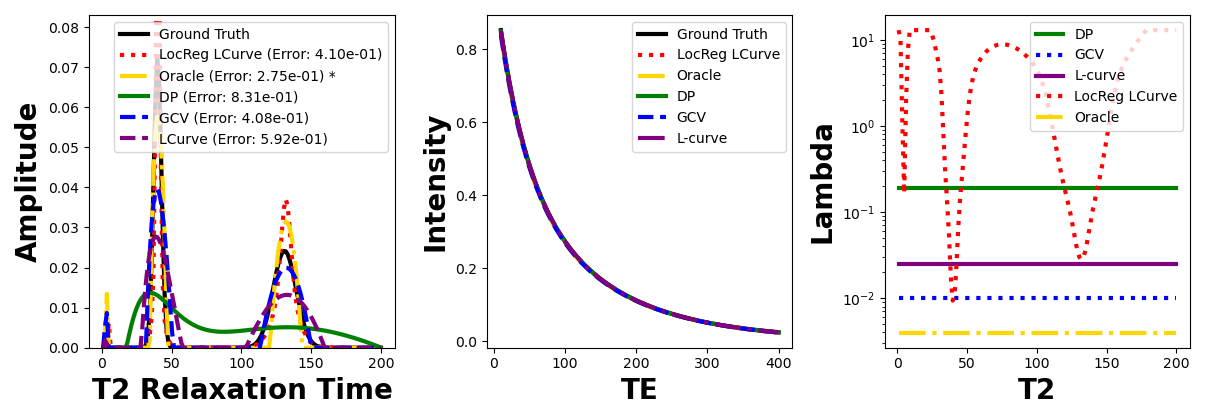 0.08
0.07
0.06
0.05
0.04
0.03
0.02
0.01
0.00
Amplitude
Ground Truth
LocReg LCurve (Error: 4.10e-01)
Oracle (Error: 2.75e-01) *
DP (Error: 8.31e-01)
GCV (Error: 4.08e-01)
LCurve (Error: 5.92e-01)
0 50 100 150 200
T2 Relaxation Time
0.8
0.6
0.4
0.2
0.0
Intensity
Ground Truth
LocReg LCurve
Oracle
DP
GCV
L-curve
0 100 200 300 400
TE
10¹
10⁰
10⁻¹
10⁻²
Lambda
DP
GCV
L-curve
LocReg LCurve
Oracle
0 50 100 150 200
T2